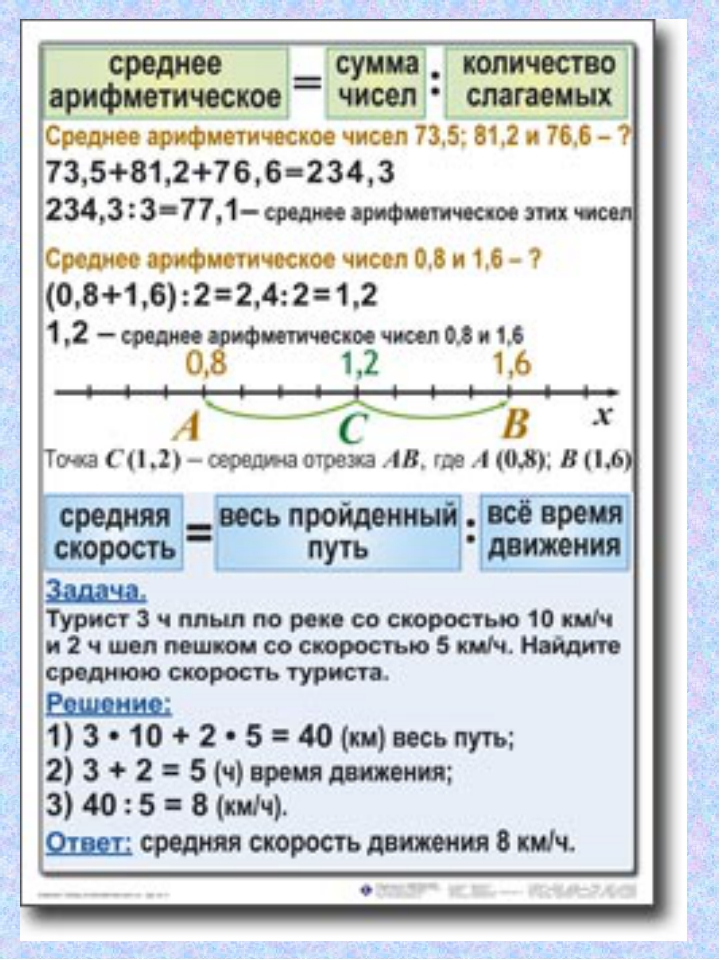 среднее арифметическое = сумма чисел : количество слагаемых
Среднее арифметическое чисел 73,5; 81,2 и 76,6 – ?
73,5+81,2+76,6=234,3
234,3:3=77,1– среднее арифметическое этих чисел
Среднее арифметическое чисел 0,8 и 1,6 – ?
(0,8+1,6):2=2,4:2=1,2
1,2 – среднее арифметическое чисел 0,8 и 1,6
0,8 1,2 1,6
A C B x
Точка C (1,2) – середина отрезка AB, где A (0,8); B (1,6)
средняя скорость = весь пройденный путь : всё время движения
Задача.
Турист 3 ч плыл по реке со скоростью 10 км/ч
и 2 ч шел пешком со скоростью 5 км/ч. Найдите
среднюю скорость туриста.
Решение:
1) 3 • 10 + 2 • 5 = 40 (км) весь путь;
2) 3 + 2 = 5 (ч) время движения;
3) 40 : 5 = 8 (км/ч).
Ответ: средняя скорость движения 8 км/ч.